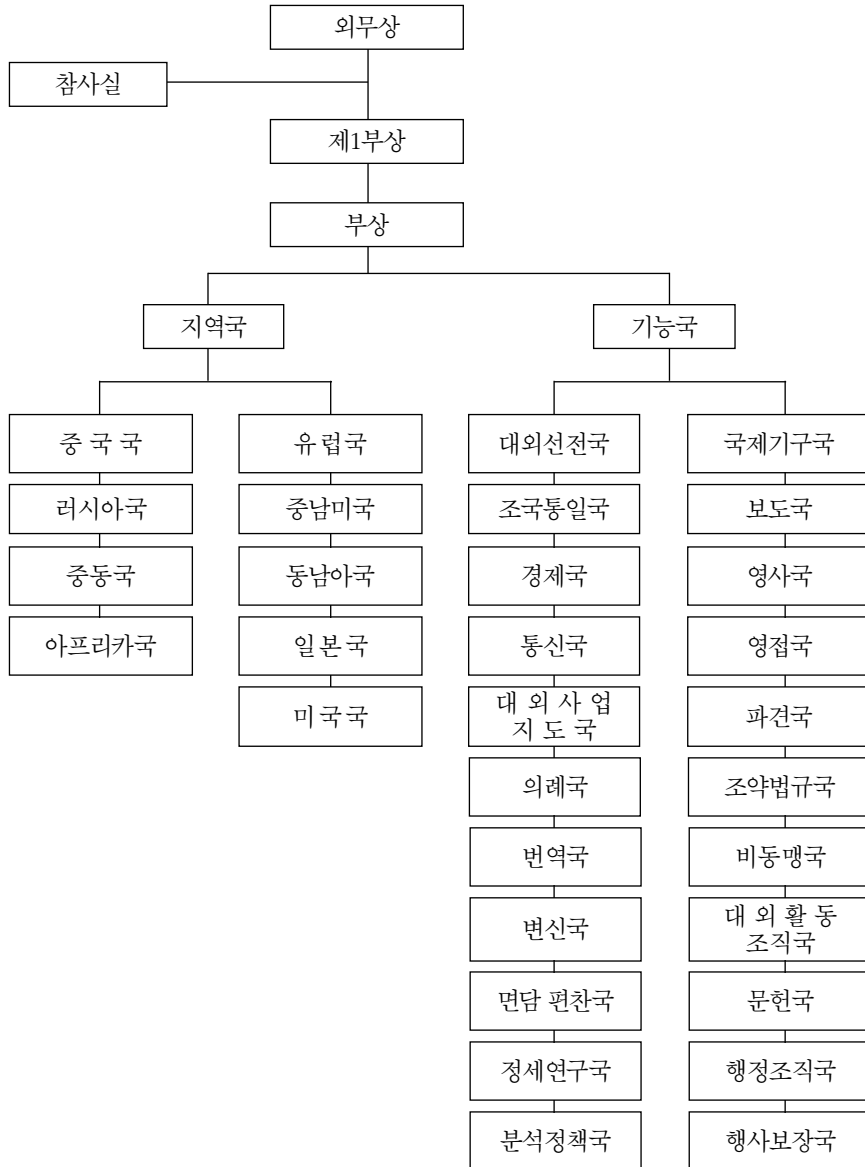 외무상
참사실
제1부상
부상
지역국
기능국
중 국 국
유럽국
대외선전국
국제기구국
러시아국
중남미국
조국통일국
보도국
중동국
동남아국
경제국
영사국
아프리카국
일본국
통신국
영접국
미국국
대 외 사 업
지 도 국
파견국
의례국
조약법규국
번역국
비동맹국
변신국
대 외 활 동
조직국
면담 편찬국
문헌국
정세연구국
행정조직국
분석정책국
행사보장국